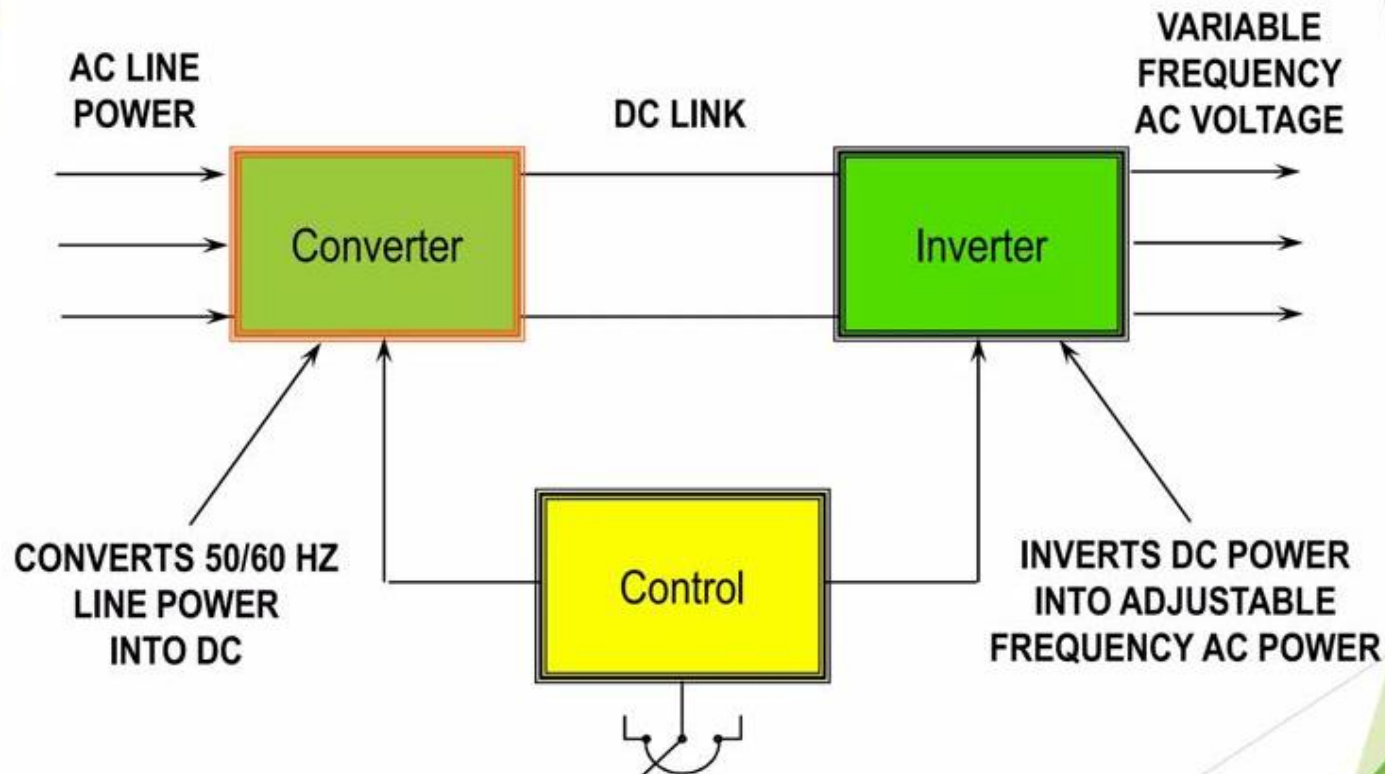 AC LINE
POWER
DC LINK
VARIABLE
FREQUENCY
AC VOLTAGE
Converter
Inverter
CONVERTS 50/60 HZ
LINE POWER
INTO DC
Control
INVERTS DC POWER
INTO ADJUSTABLE
FREQUENCY AC POWER